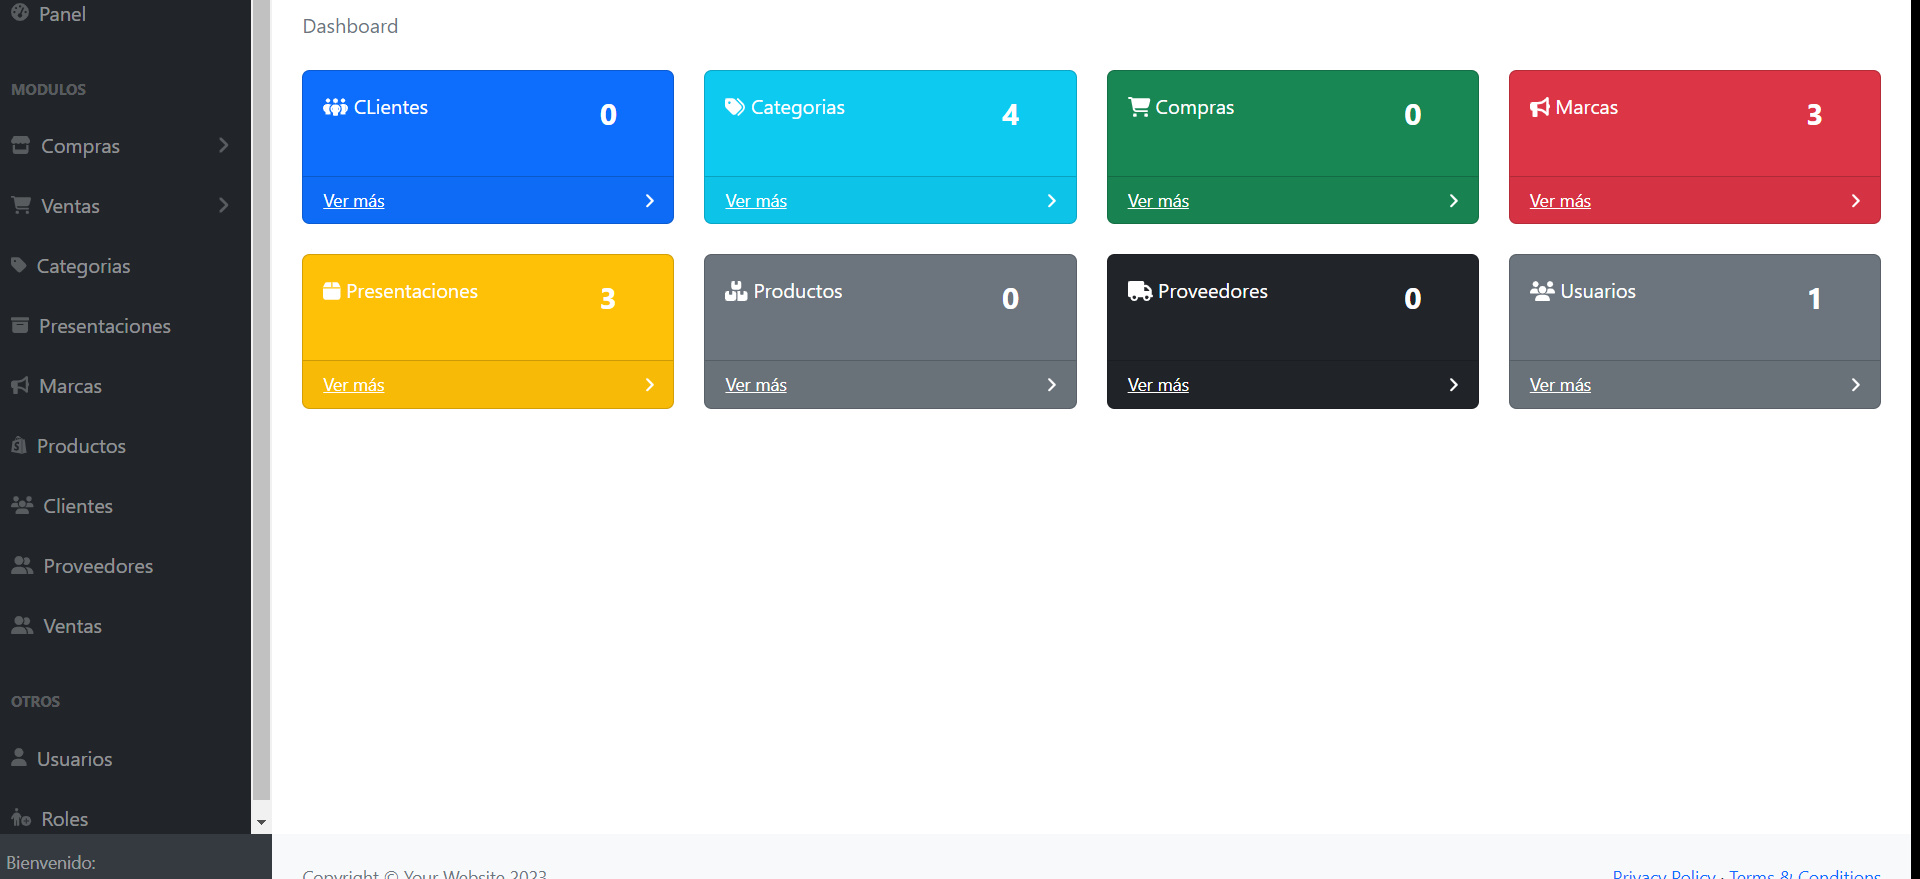 Panel
MODULOS
Compras
Ventas
Categorias
Presentaciones
Marcas
Productos
Clientes
Proveedores
Ventas
OTROS
Usuarios
Roles
Bienvenido:
Dashboard
CLientes 0
Ver más
Categorias 4
Ver más
Compras 0
Ver más
Marcas 3
Ver más
Presentaciones 3
Ver más
Productos 0
Ver más
Proveedores 0
Ver más
Usuarios 1
Ver más
Copyright © Your Website 2023
Privacy Policy · Terms & Conditions